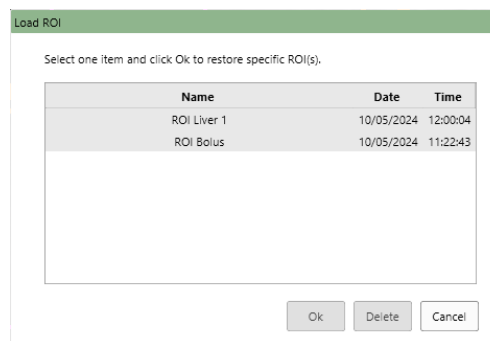 Load ROI
Select one item and click Ok to restore specific ROI(s).
Name Date Time
ROI Liver 1 10/05/2024 12:00:04
ROI Bolus 10/05/2024 11:22:43
Ok Delete Cancel